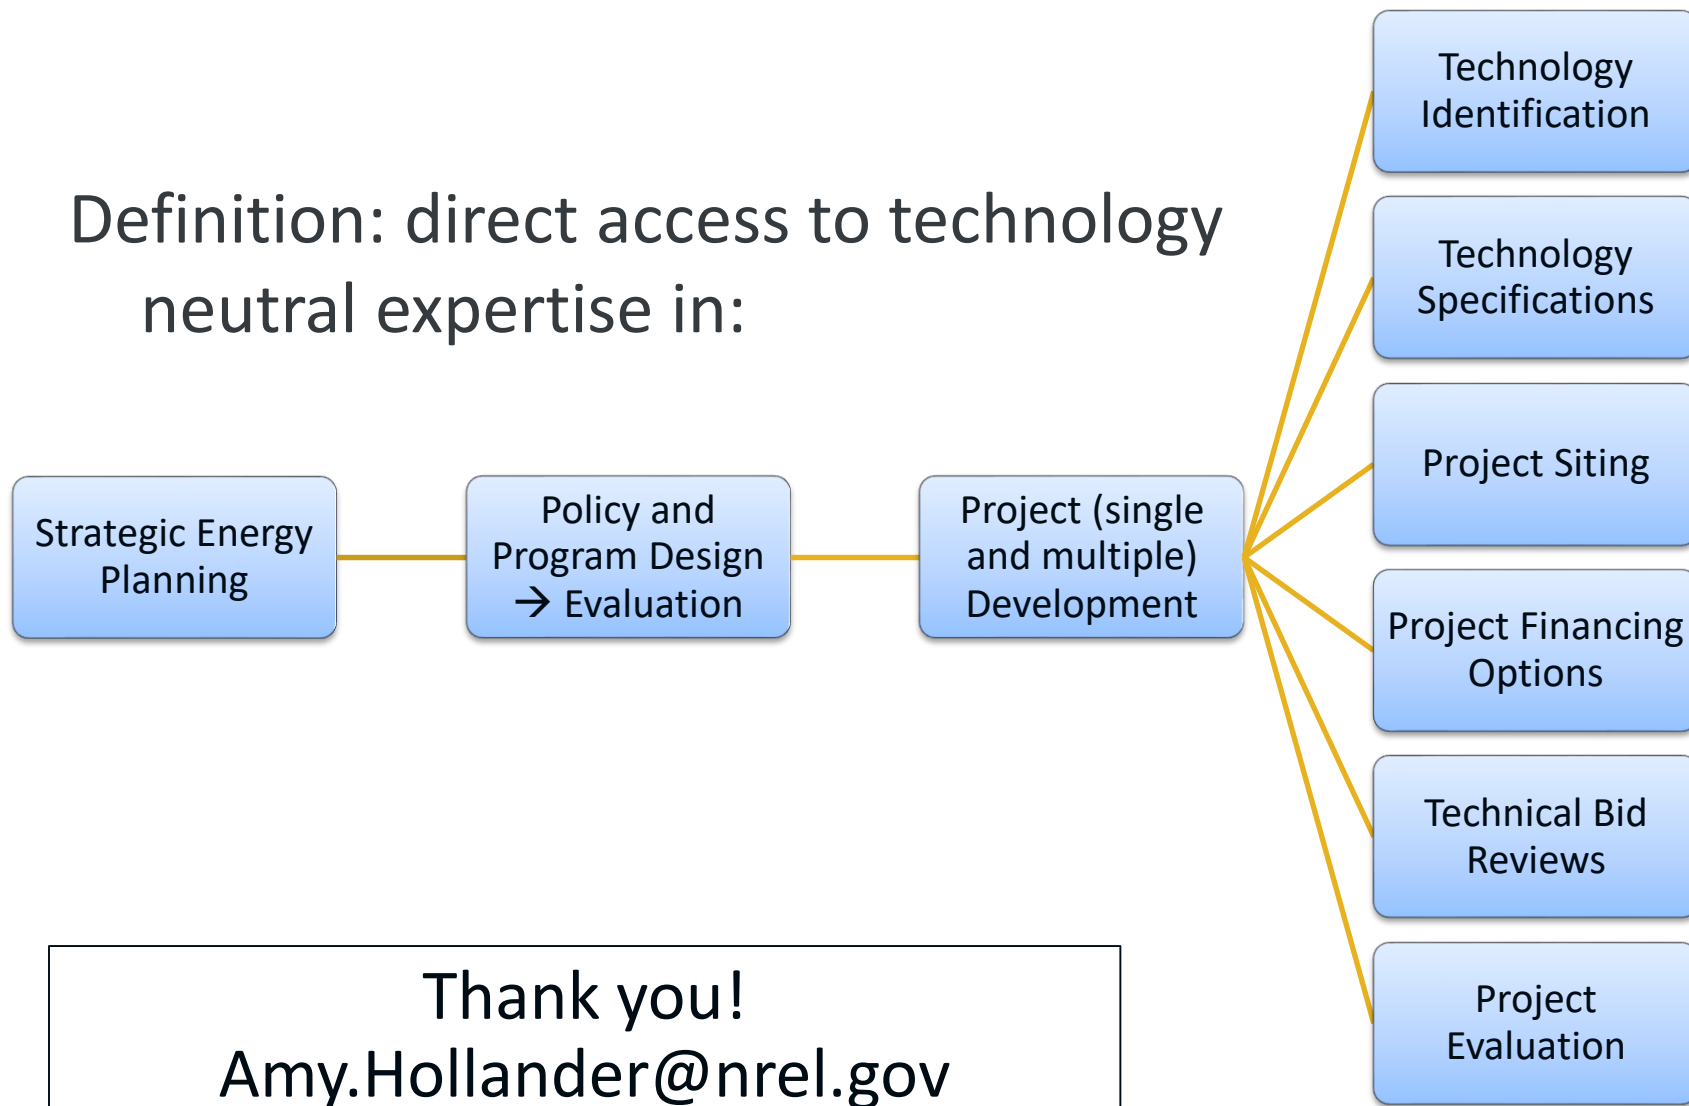 Definition: direct access to technology
neutral expertise in:
Strategic Energy
Planning
Policy and
Program Design
→ Evaluation
Project (single
and multiple)
Development
Technology
Identification
Technology
Specifications
Project Siting
Project Financing
Options
Technical Bid
Reviews
Project
Evaluation
Thank you!
Amy.Hollander@nrel.gov